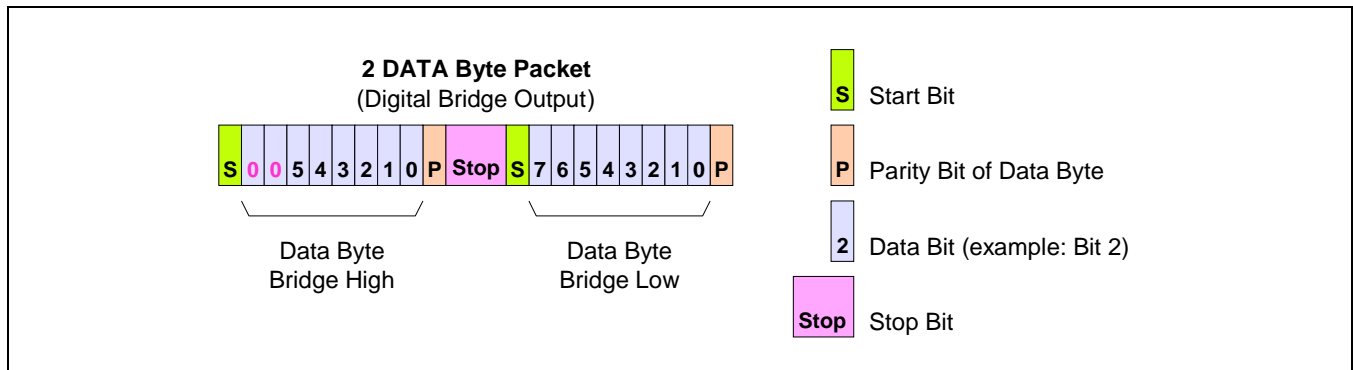 2 DATA Byte Packet
(Digital Bridge Output)
S 0 0 5 4 3 2 1 0 P Stop S 7 6 5 4 3 2 1 0 P
Data Byte
Bridge High
Data Byte
Bridge Low
S Start Bit
P Parity Bit of Data Byte
2 Data Bit (example: Bit 2)
Stop Stop Bit